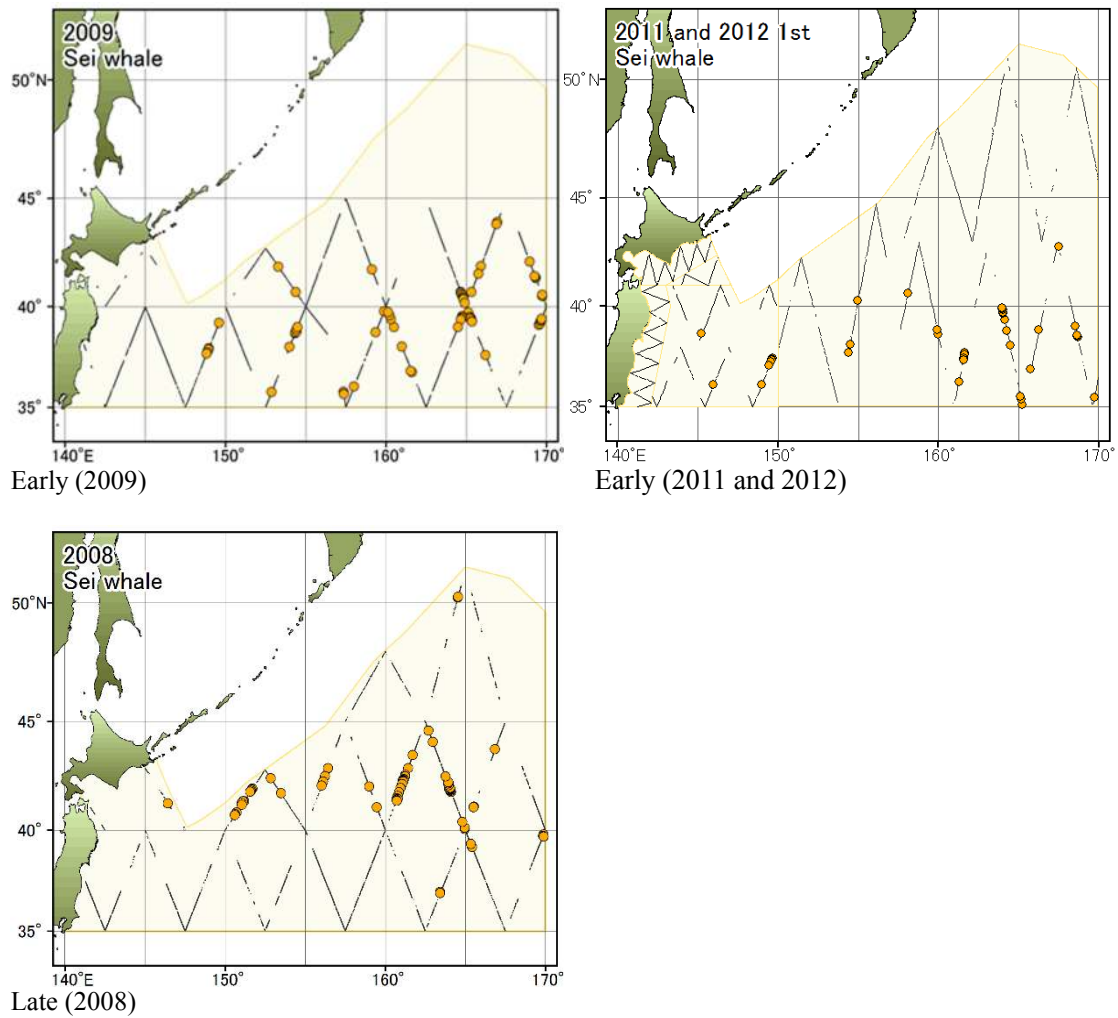 2009
Sei whale
50°N
45°
40°
35°
140°E
150°
160°
170°
Early (2009)
2011 and 2012 1st
Sei whale
50°N
45°
40°
35°
140°E
150°
160°
170°
Early (2011 and 2012)
2008
Sei whale
50°N
45°
40°
35°
140°E
150°
160°
170°
Late (2008)